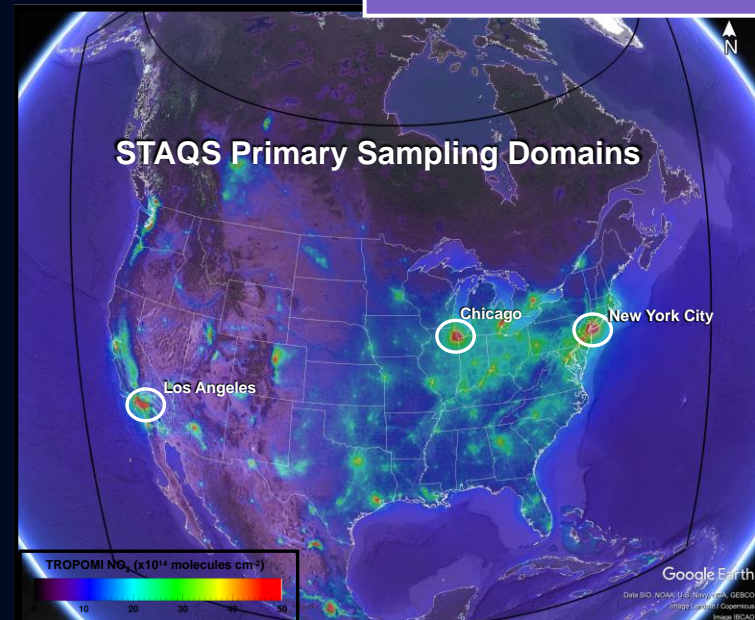 N
STAQS Primary Sampling Domains
Chicago
New York City
Los Angeles
TROPOMI NO₂ (x10¹⁴ molecules cm⁻²)
0 10 20 30 40 50
Google Earth
Data SIO, NOAA, U.S. Navy, NGA, GEBCO
Image Landsat / Copernicus
Image IBCAO